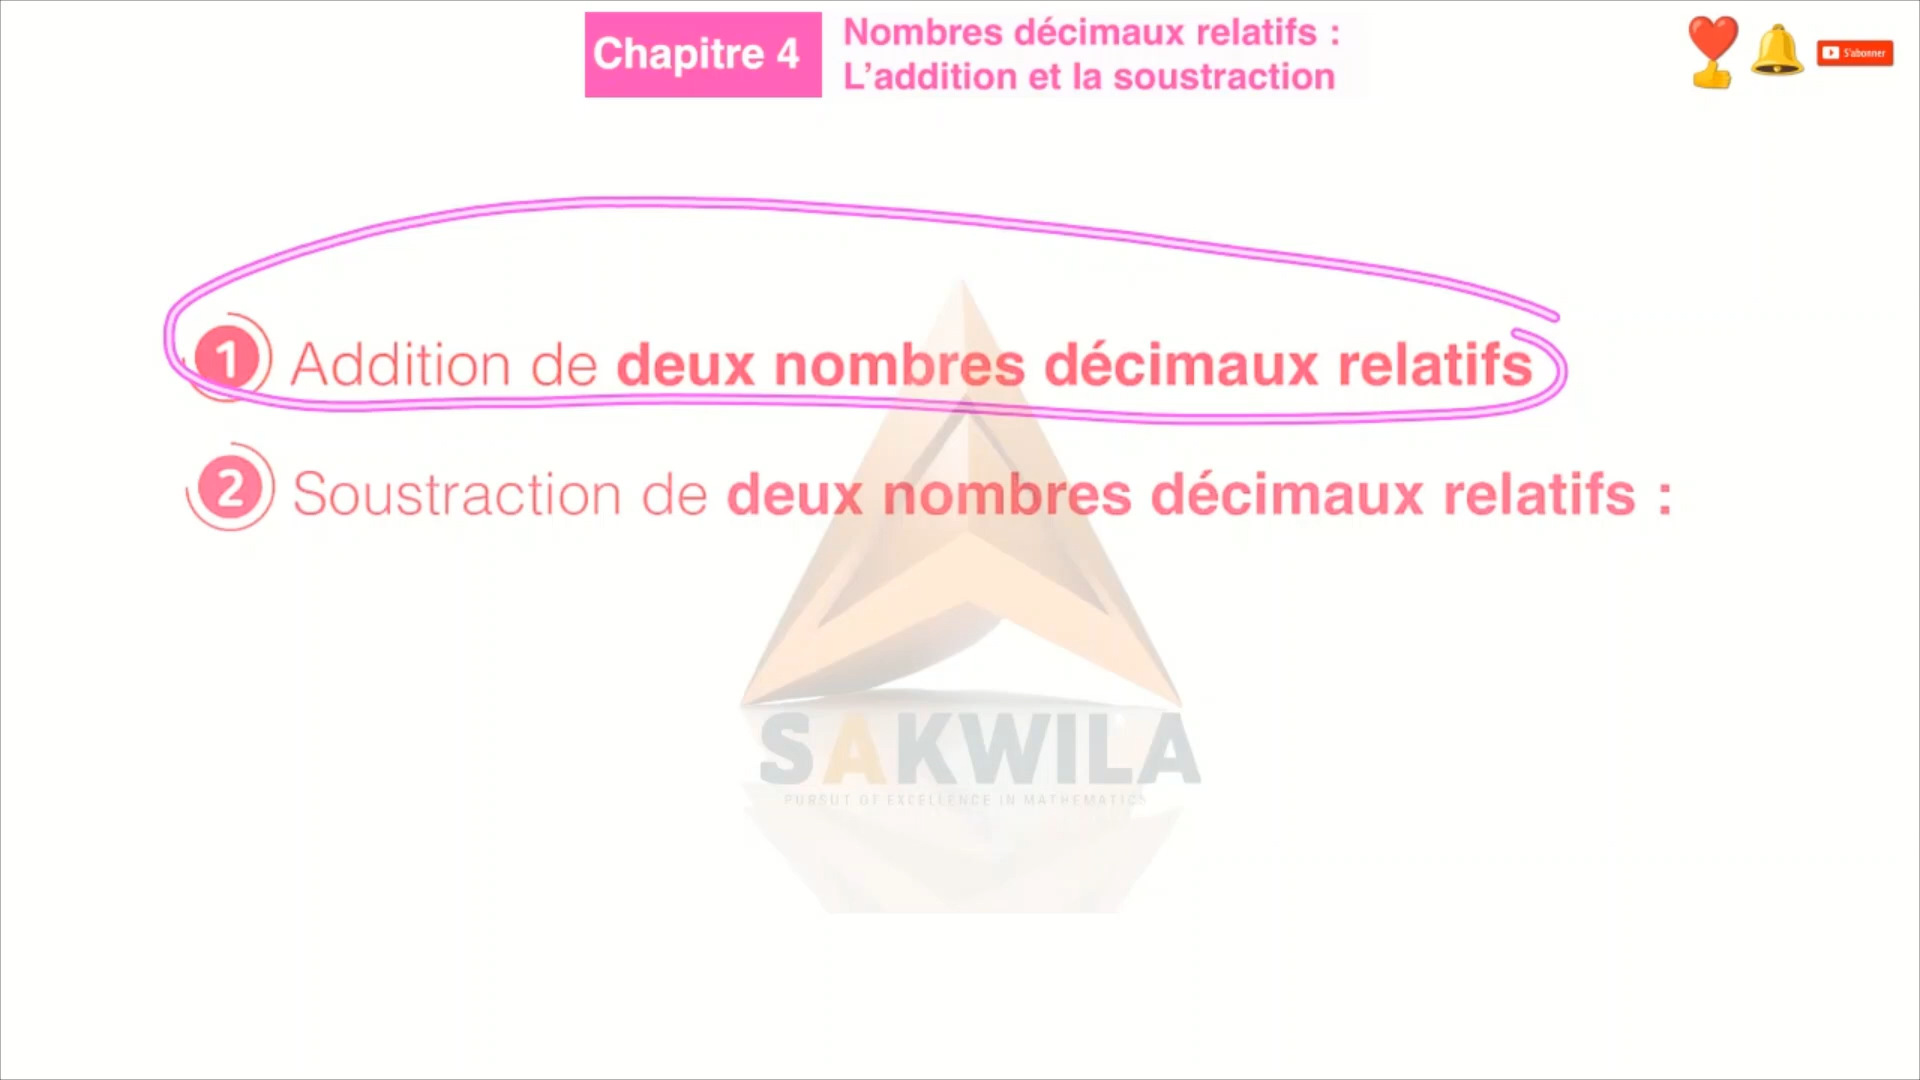 Chapitre 4
Nombres décimaux relatifs :
L’addition et la soustraction
S'abonner
1 Addition de deux nombres décimaux relatifs
2 Soustraction de deux nombres décimaux relatifs :
SAKWILA
PURSUT OF EXCELLENCE IN MATHEMATICS